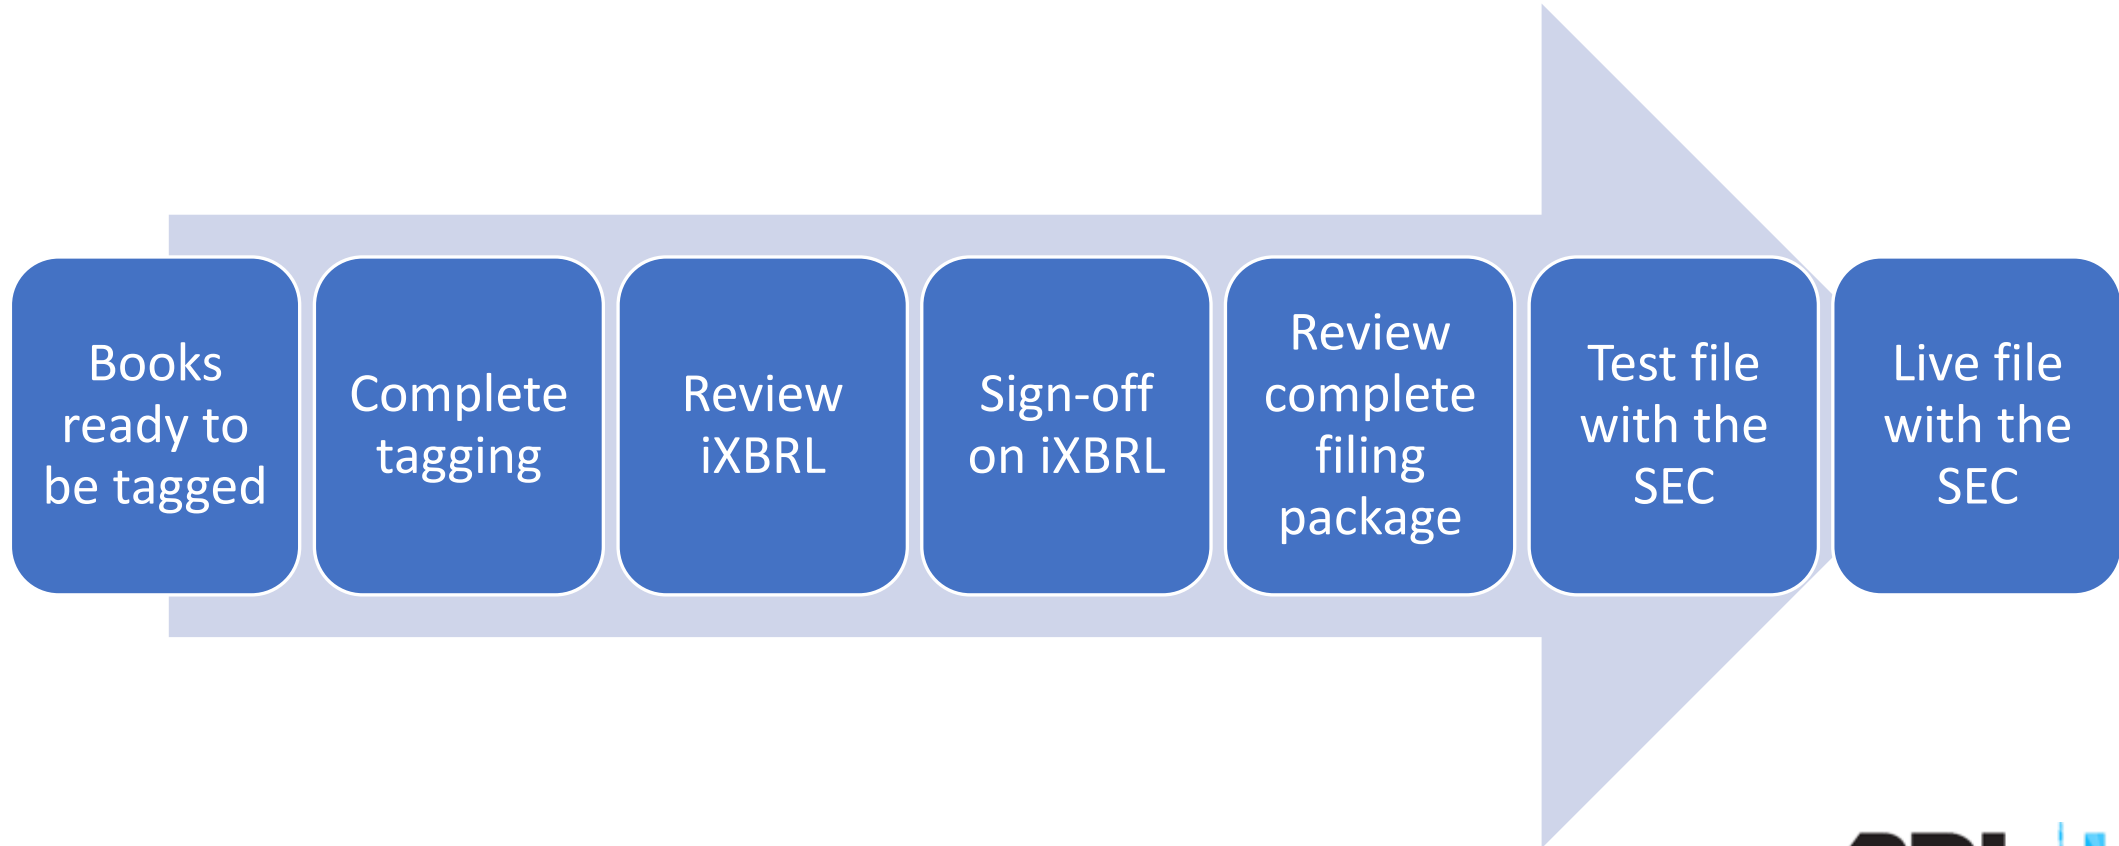 Books
ready to
be tagged
Complete
tagging
Review
iXBRL
Sign-off
on iXBRL
Review
complete
filing
package
Test file
with the
SEC
Live file
with the
SEC